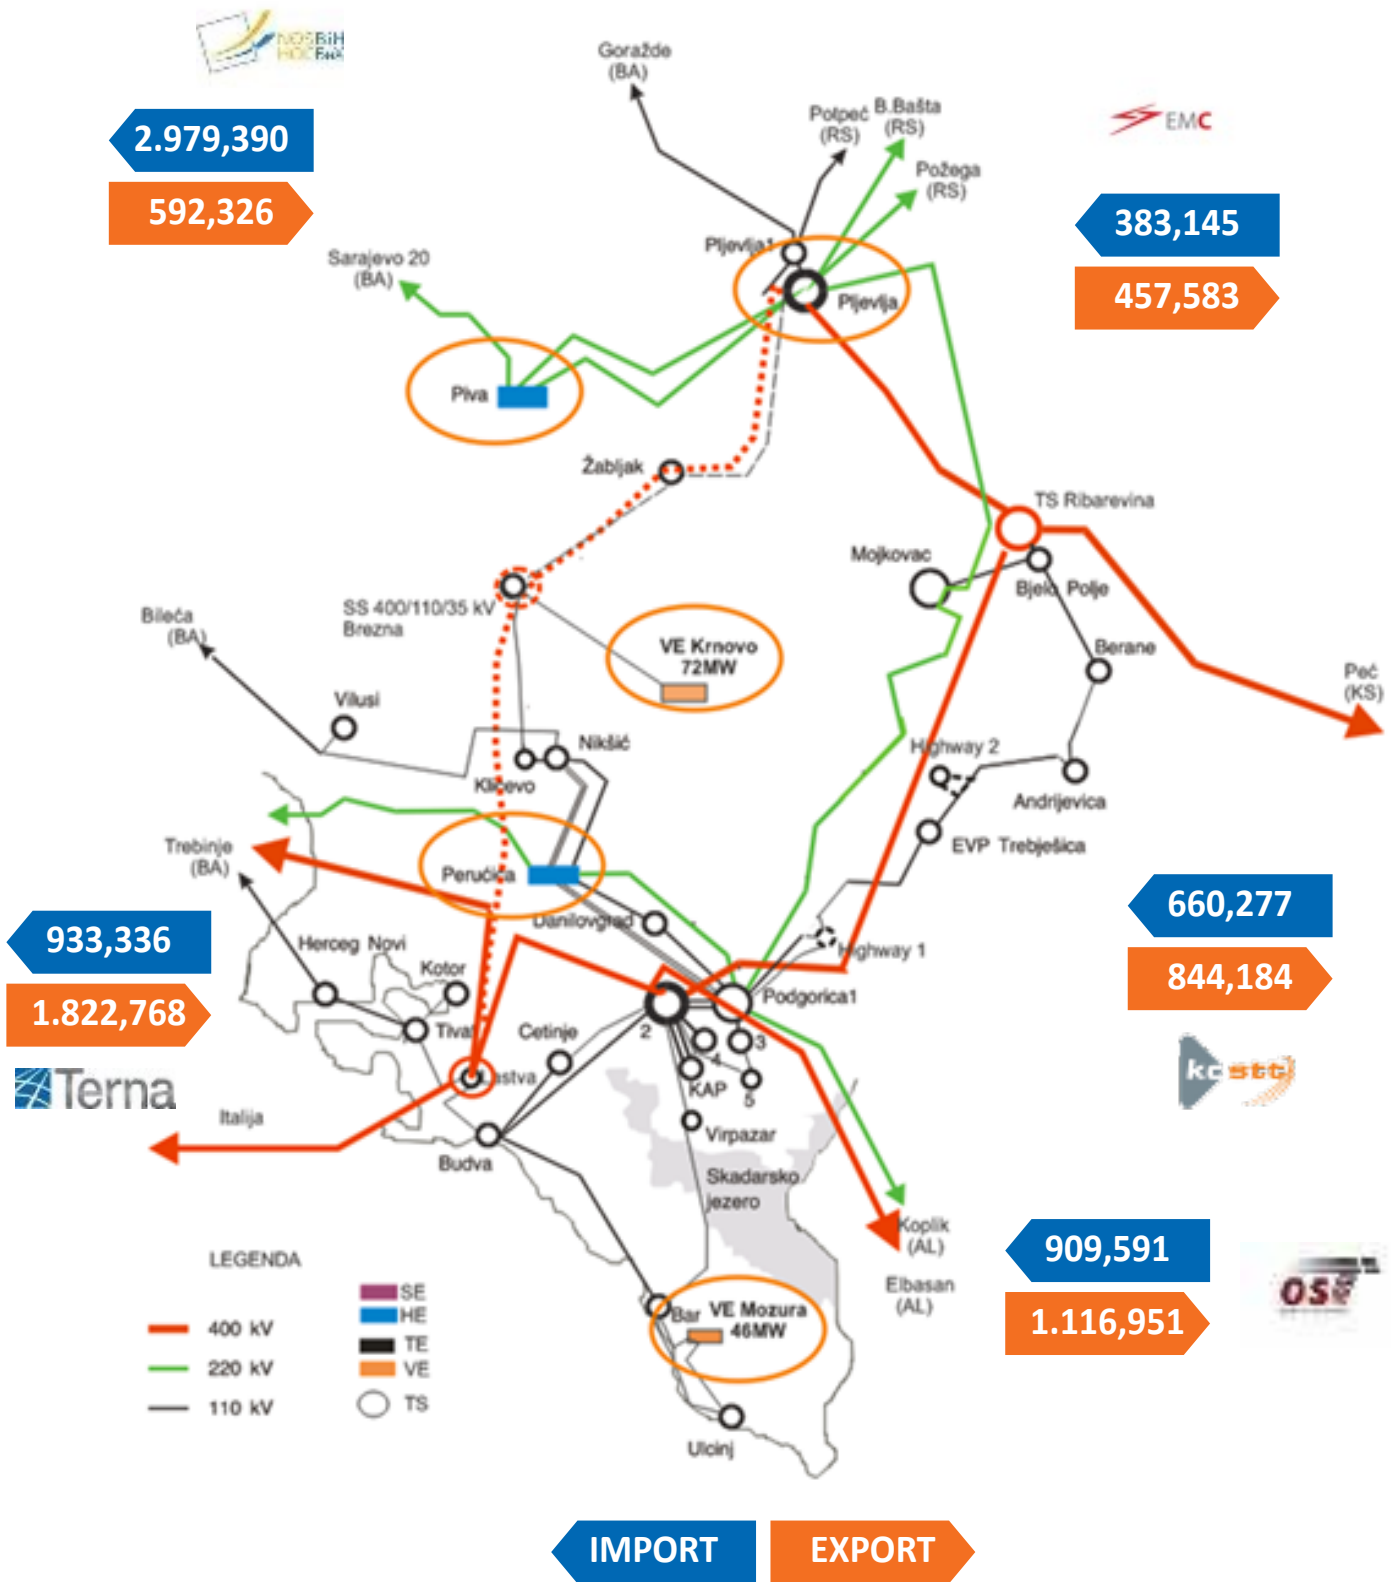 NOSBiH
НОСБиХ
2.979,390
592,326
Goražde
(BA)
Potpeć
(RS)
B.Bašta
(RS)
Požega
(RS)
EMC
383,145
457,583
Sarajevo 20
(BA)
Pljevlja1
Pljevlja
Piva
Žabljak
TS Ribarevina
Mojkovac
Bjelo Polje
SS 400/110/35 kV
Brezna
Bileća
(BA)
VE Krnovo
72MW
Berane
Peć
(KS)
Vilusi
Nikšić
Kličevo
Highway 2
Andrijevica
EVP Trebješica
Trebinje
(BA)
Perućica
Danilovgrad
660,277
844,184
kostt
933,336
1.822,768
Terna
Herceg Novi
Kotor
Tivat
Cetinje
Highway 1
Podgorica1
2
3
4
KAP
5
Lastva
Italija
Budva
Virpazar
Skadarsko
jezero
Koplik
(AL)
Elbasan
(AL)
909,591
1.116,951
LEGENDA
400 kV
220 kV
110 kV
SE
HE
TE
VE
TS
Bar
VE Mozura
46MW
Ulcinj
IMPORT
EXPORT